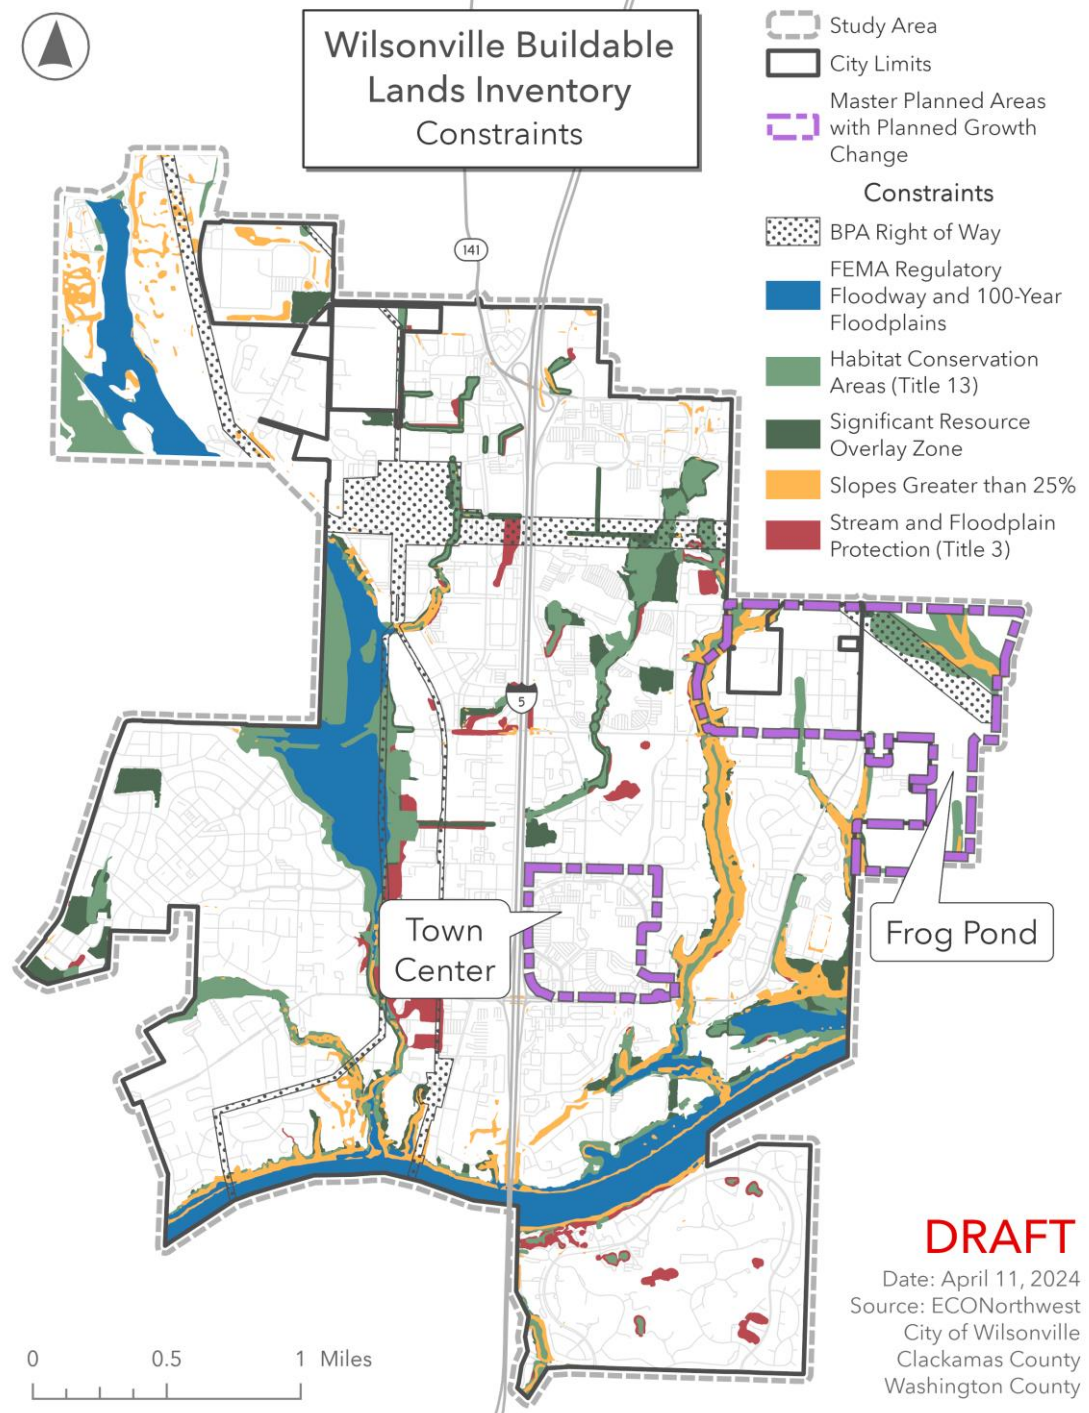 Wilsonville Buildable
Lands Inventory
Constraints
Study Area
City Limits
Master Planned Areas
with Planned Growth
Change
Constraints
BPA Right of Way
FEMA Regulatory
Floodway and 100-Year
Floodplains
Habitat Conservation
Areas (Title 13)
Significant Resource
Overlay Zone
Slopes Greater than 25%
Stream and Floodplain
Protection (Title 3)
141
5
Town
Center
Frog Pond
DRAFT
Date: April 11, 2024
Source: ECONorthwest
City of Wilsonville
Clackamas County
Washington County
0 0.5 1 Miles